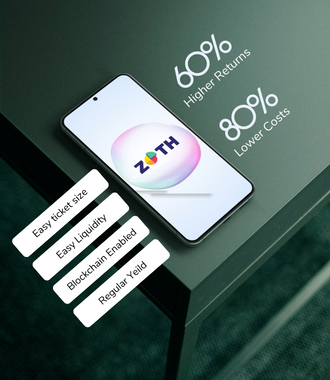 60%
Higher Returns
80%
Lower Costs
ZOTH
Easy ticket size
Easy Liquidity
Blockchain Enabled
Regular Yeild